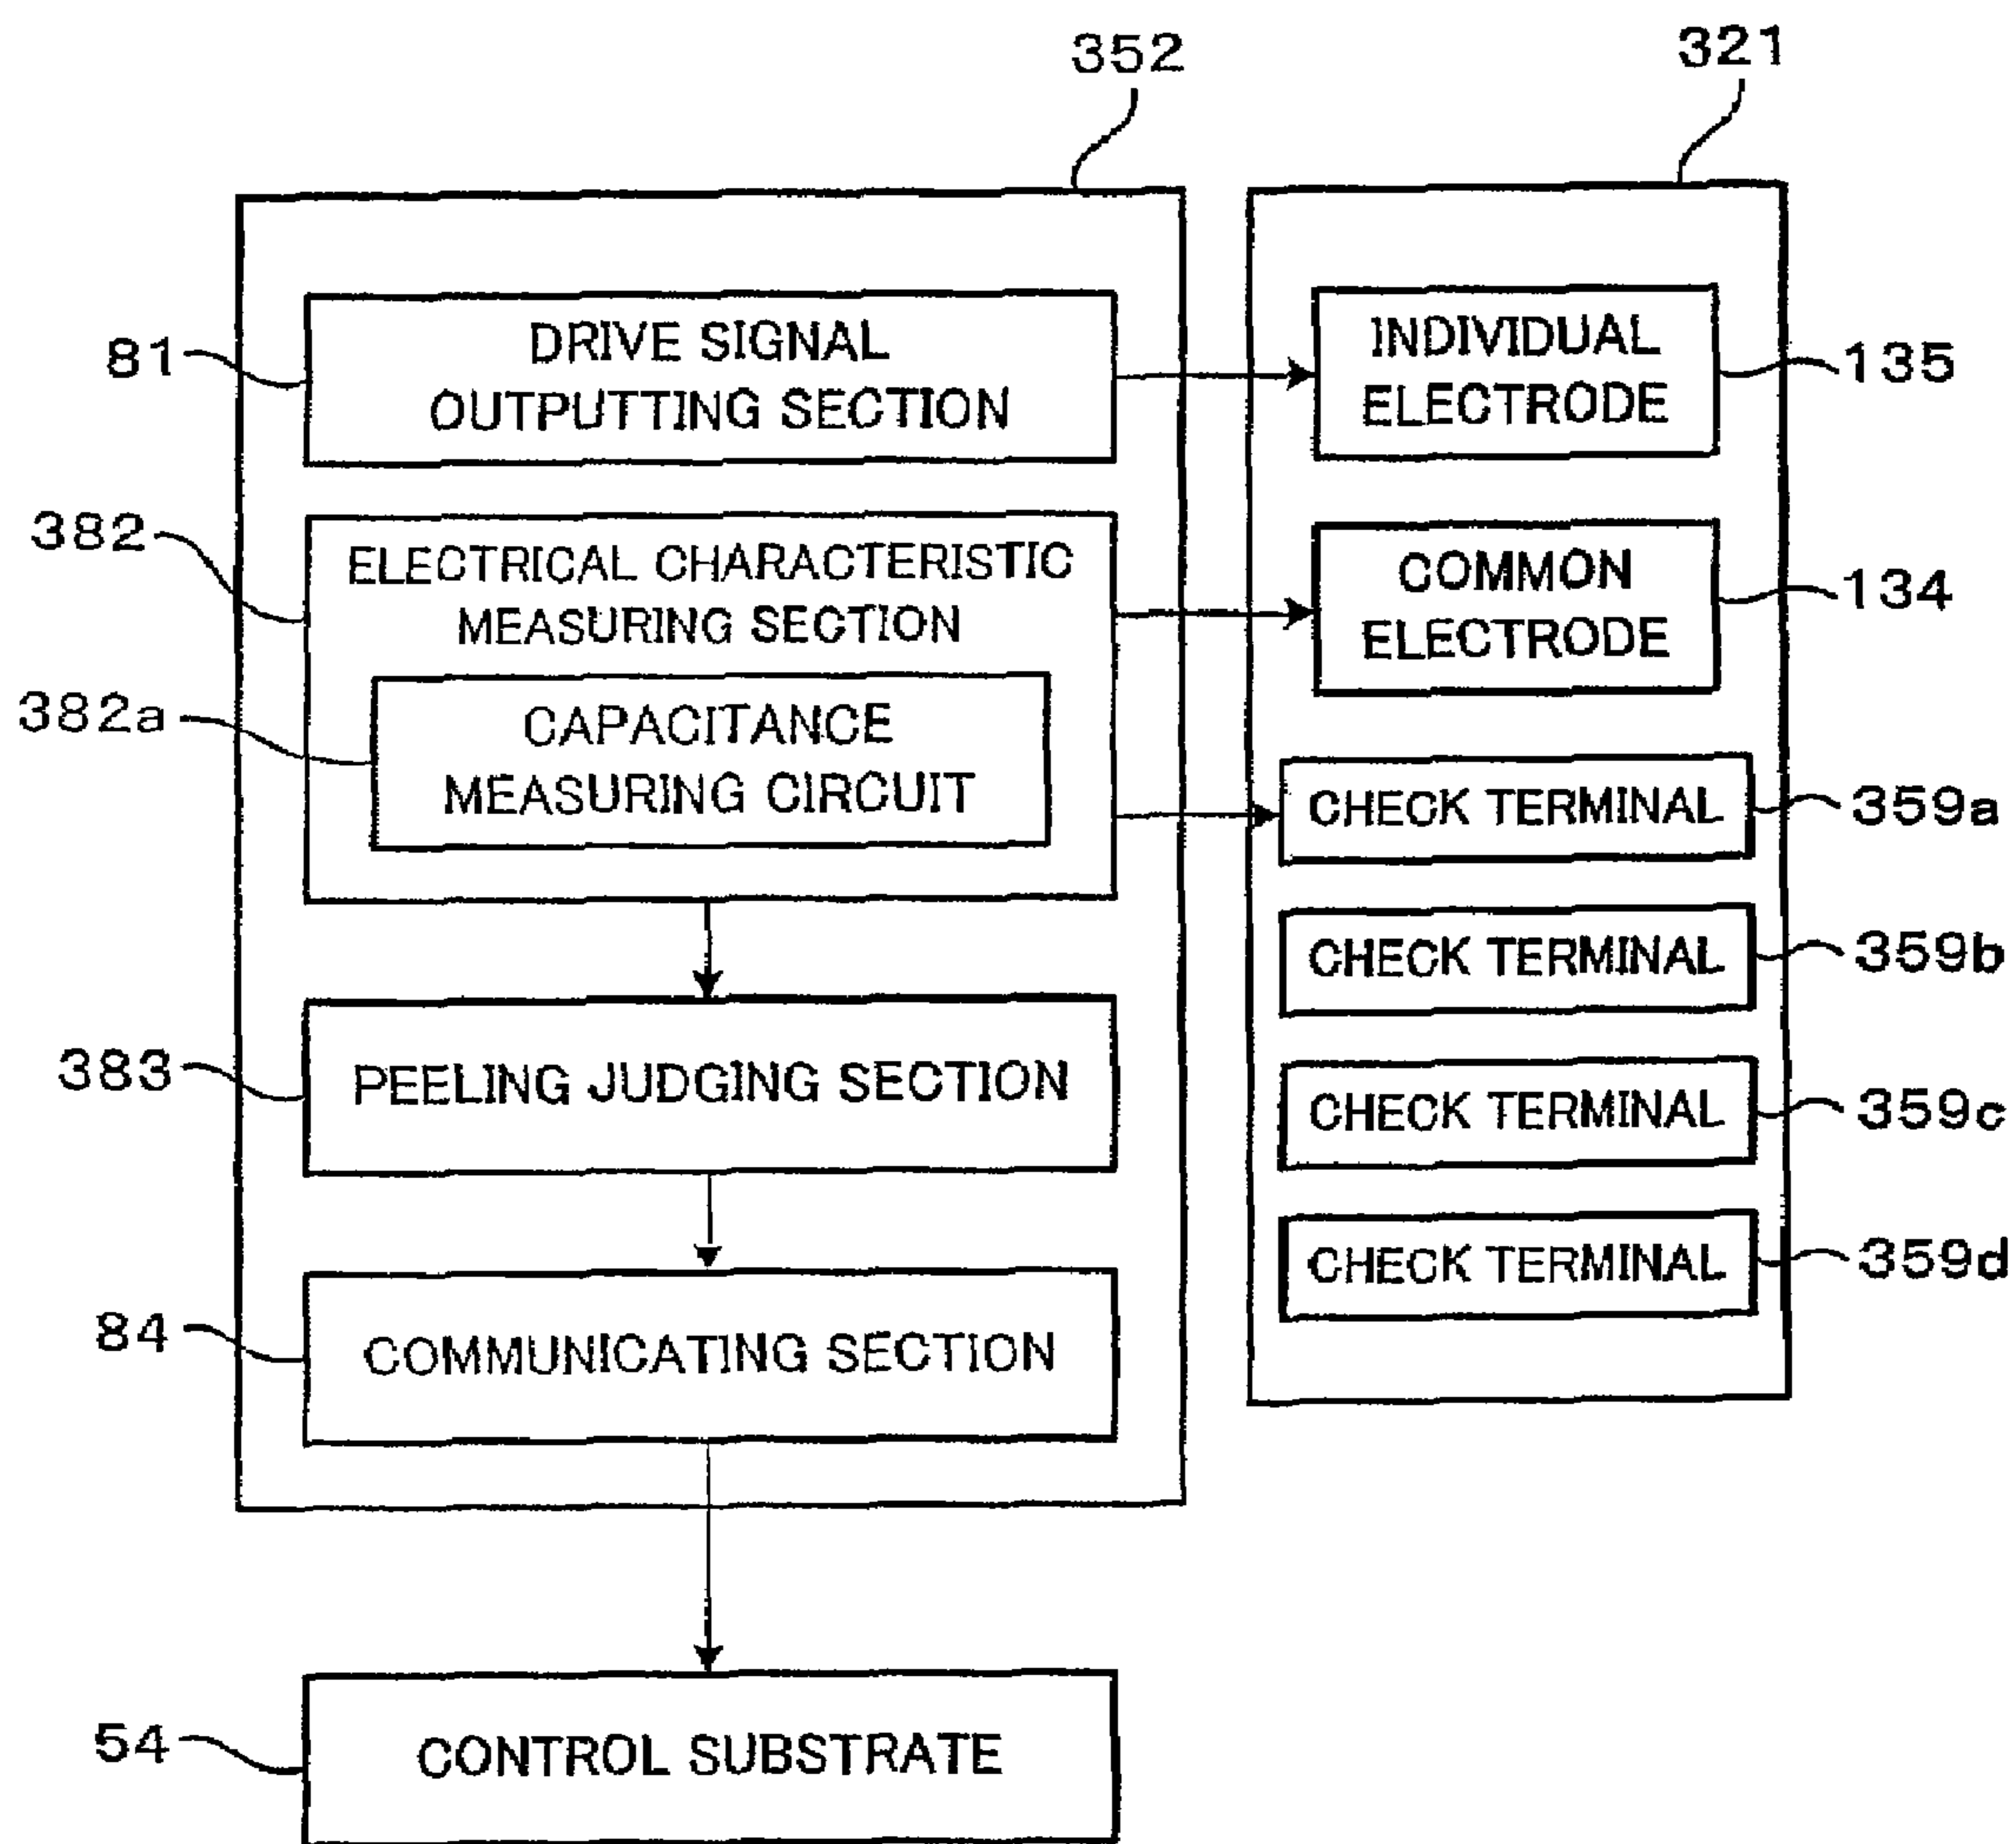 352
321
81
DRIVE SIGNAL
OUTPUTTING SECTION
INDIVIDUAL
ELECTRODE
135
382
ELECTRICAL CHARACTERISTIC
MEASURING SECTION
COMMON
ELECTRODE
134
382a
CAPACITANCE
MEASURING CIRCUIT
CHECK TERMINAL
359a
CHECK TERMINAL
359b
383
PEELING JUDGING SECTION
CHECK TERMINAL
359c
CHECK TERMINAL
359d
84
COMMUNICATING SECTION
54
CONTROL SUBSTRATE